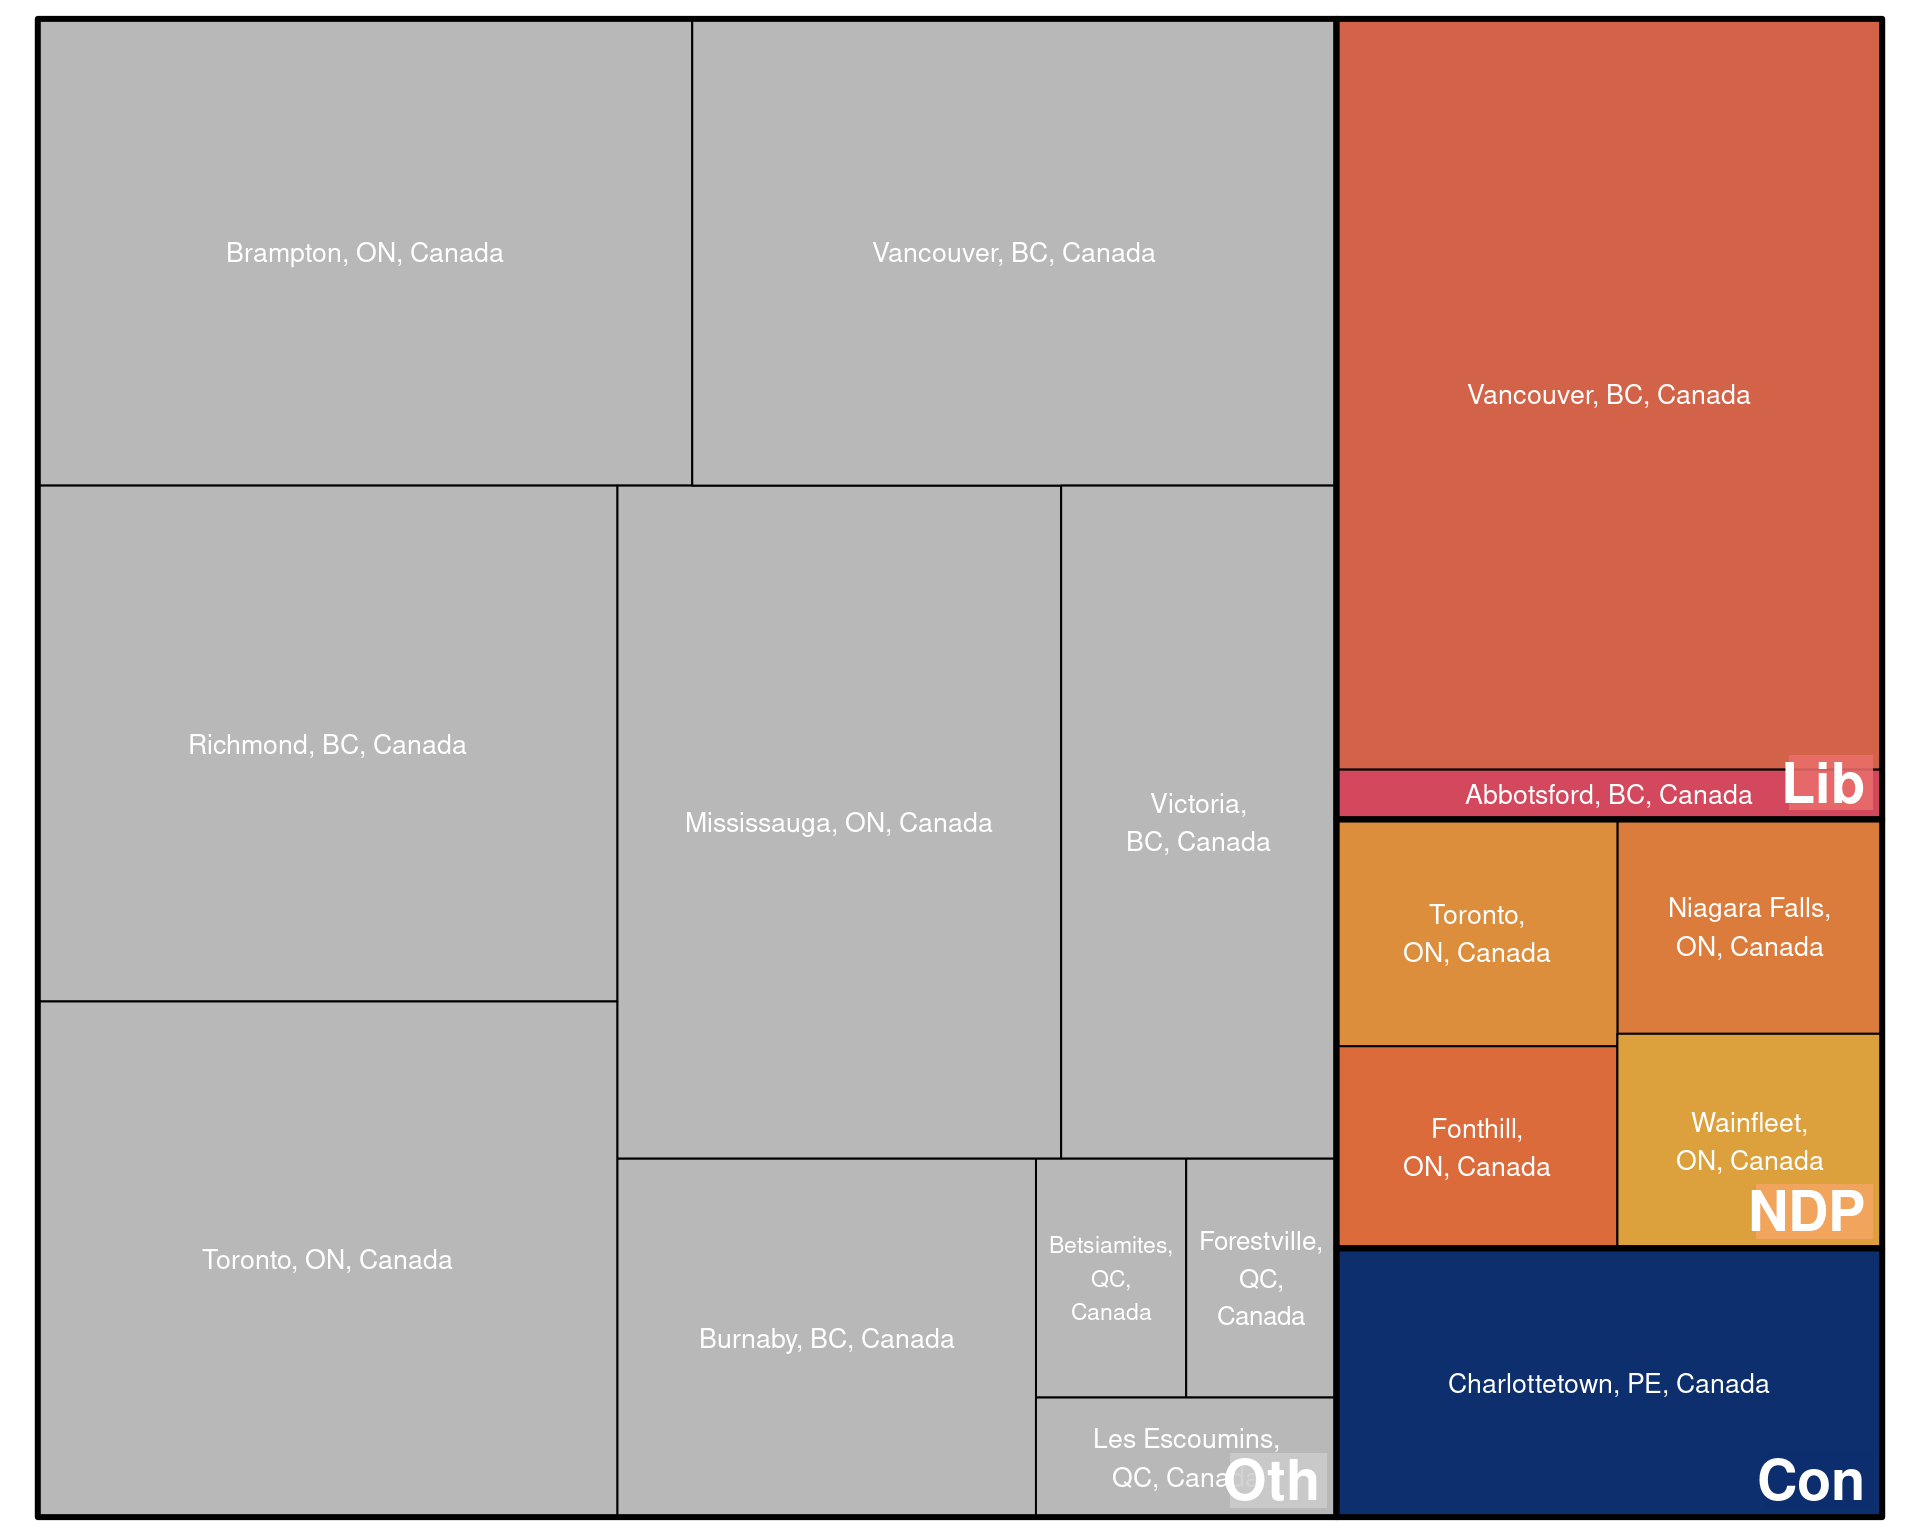 Brampton, ON, Canada
Vancouver, BC, Canada
Richmond, BC, Canada
Mississauga, ON, Canada
Victoria,
BC, Canada
Toronto, ON, Canada
Burnaby, BC, Canada
Betsiamites,
QC,
Canada
Forestville,
QC,
Canada
Les Escoumins,
QC, Canada
Oth
Vancouver, BC, Canada
Abbotsford, BC, Canada
Lib
Toronto,
ON, Canada
Niagara Falls,
ON, Canada
Fonthill,
ON, Canada
Wainfleet,
ON, Canada
NDP
Charlottetown, PE, Canada
Con